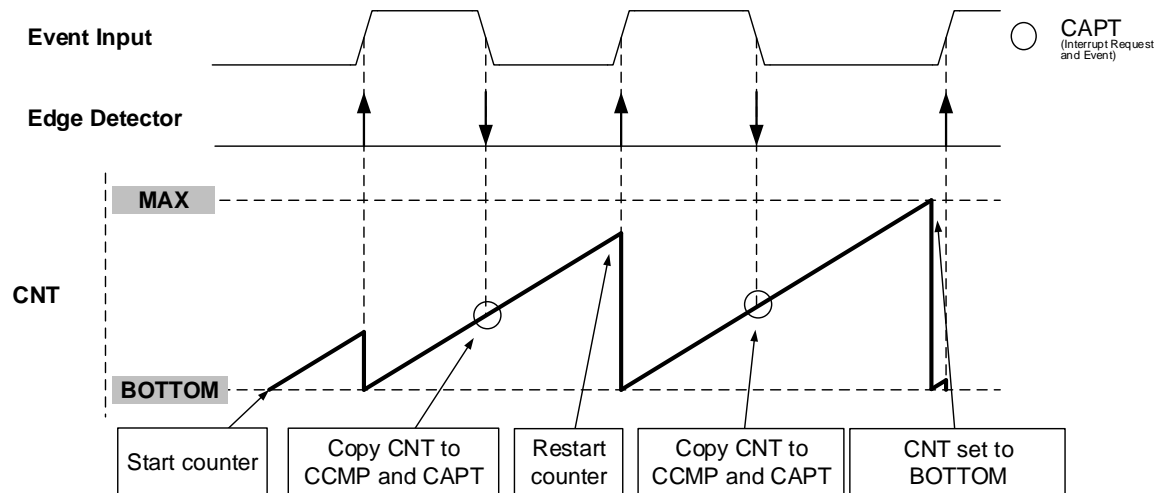 Event Input
CAPT
(Interrupt Request
and Event)
Edge Detector
MAX
CNT
BOTTOM
Start counter
Copy CNT to
CCMP and CAPT
Restart
counter
Copy CNT to
CCMP and CAPT
CNT set to
BOTTOM